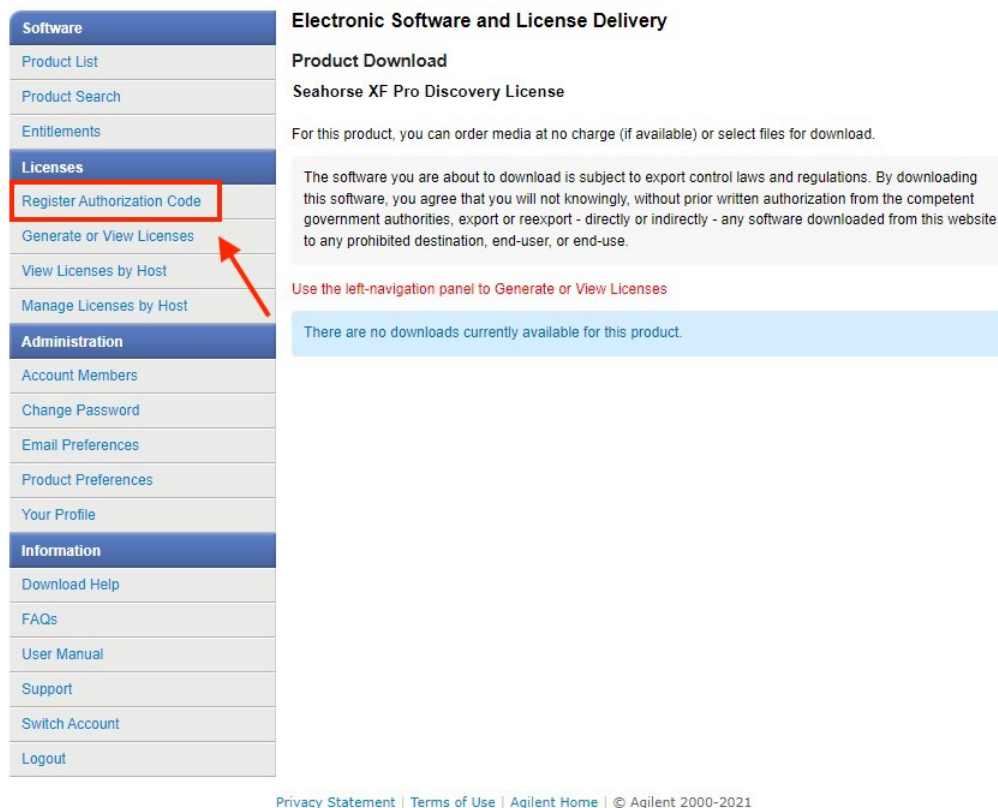 Software
Product List
Product Search
Entitlements
Licenses
Register Authorization Code
Generate or View Licenses
View Licenses by Host
Manage Licenses by Host
Administration
Account Members
Change Password
Email Preferences
Product Preferences
Your Profile
Information
Download Help
FAQs
User Manual
Support
Switch Account
Logout
Electronic Software and License Delivery
Product Download
Seahorse XF Pro Discovery License
For this product, you can order media at no charge (if available) or select files for download.
The software you are about to download is subject to export control laws and regulations. By downloading
this software, you agree that you will not knowingly, without prior written authorization from the competent
government authorities, export or reexport - directly or indirectly - any software downloaded from this website
to any prohibited destination, end-user, or end-use.
Use the left-navigation panel to Generate or View Licenses
There are no downloads currently available for this product.
Privacy Statement | Terms of Use | Agilent Home | © Agilent 2000-2021